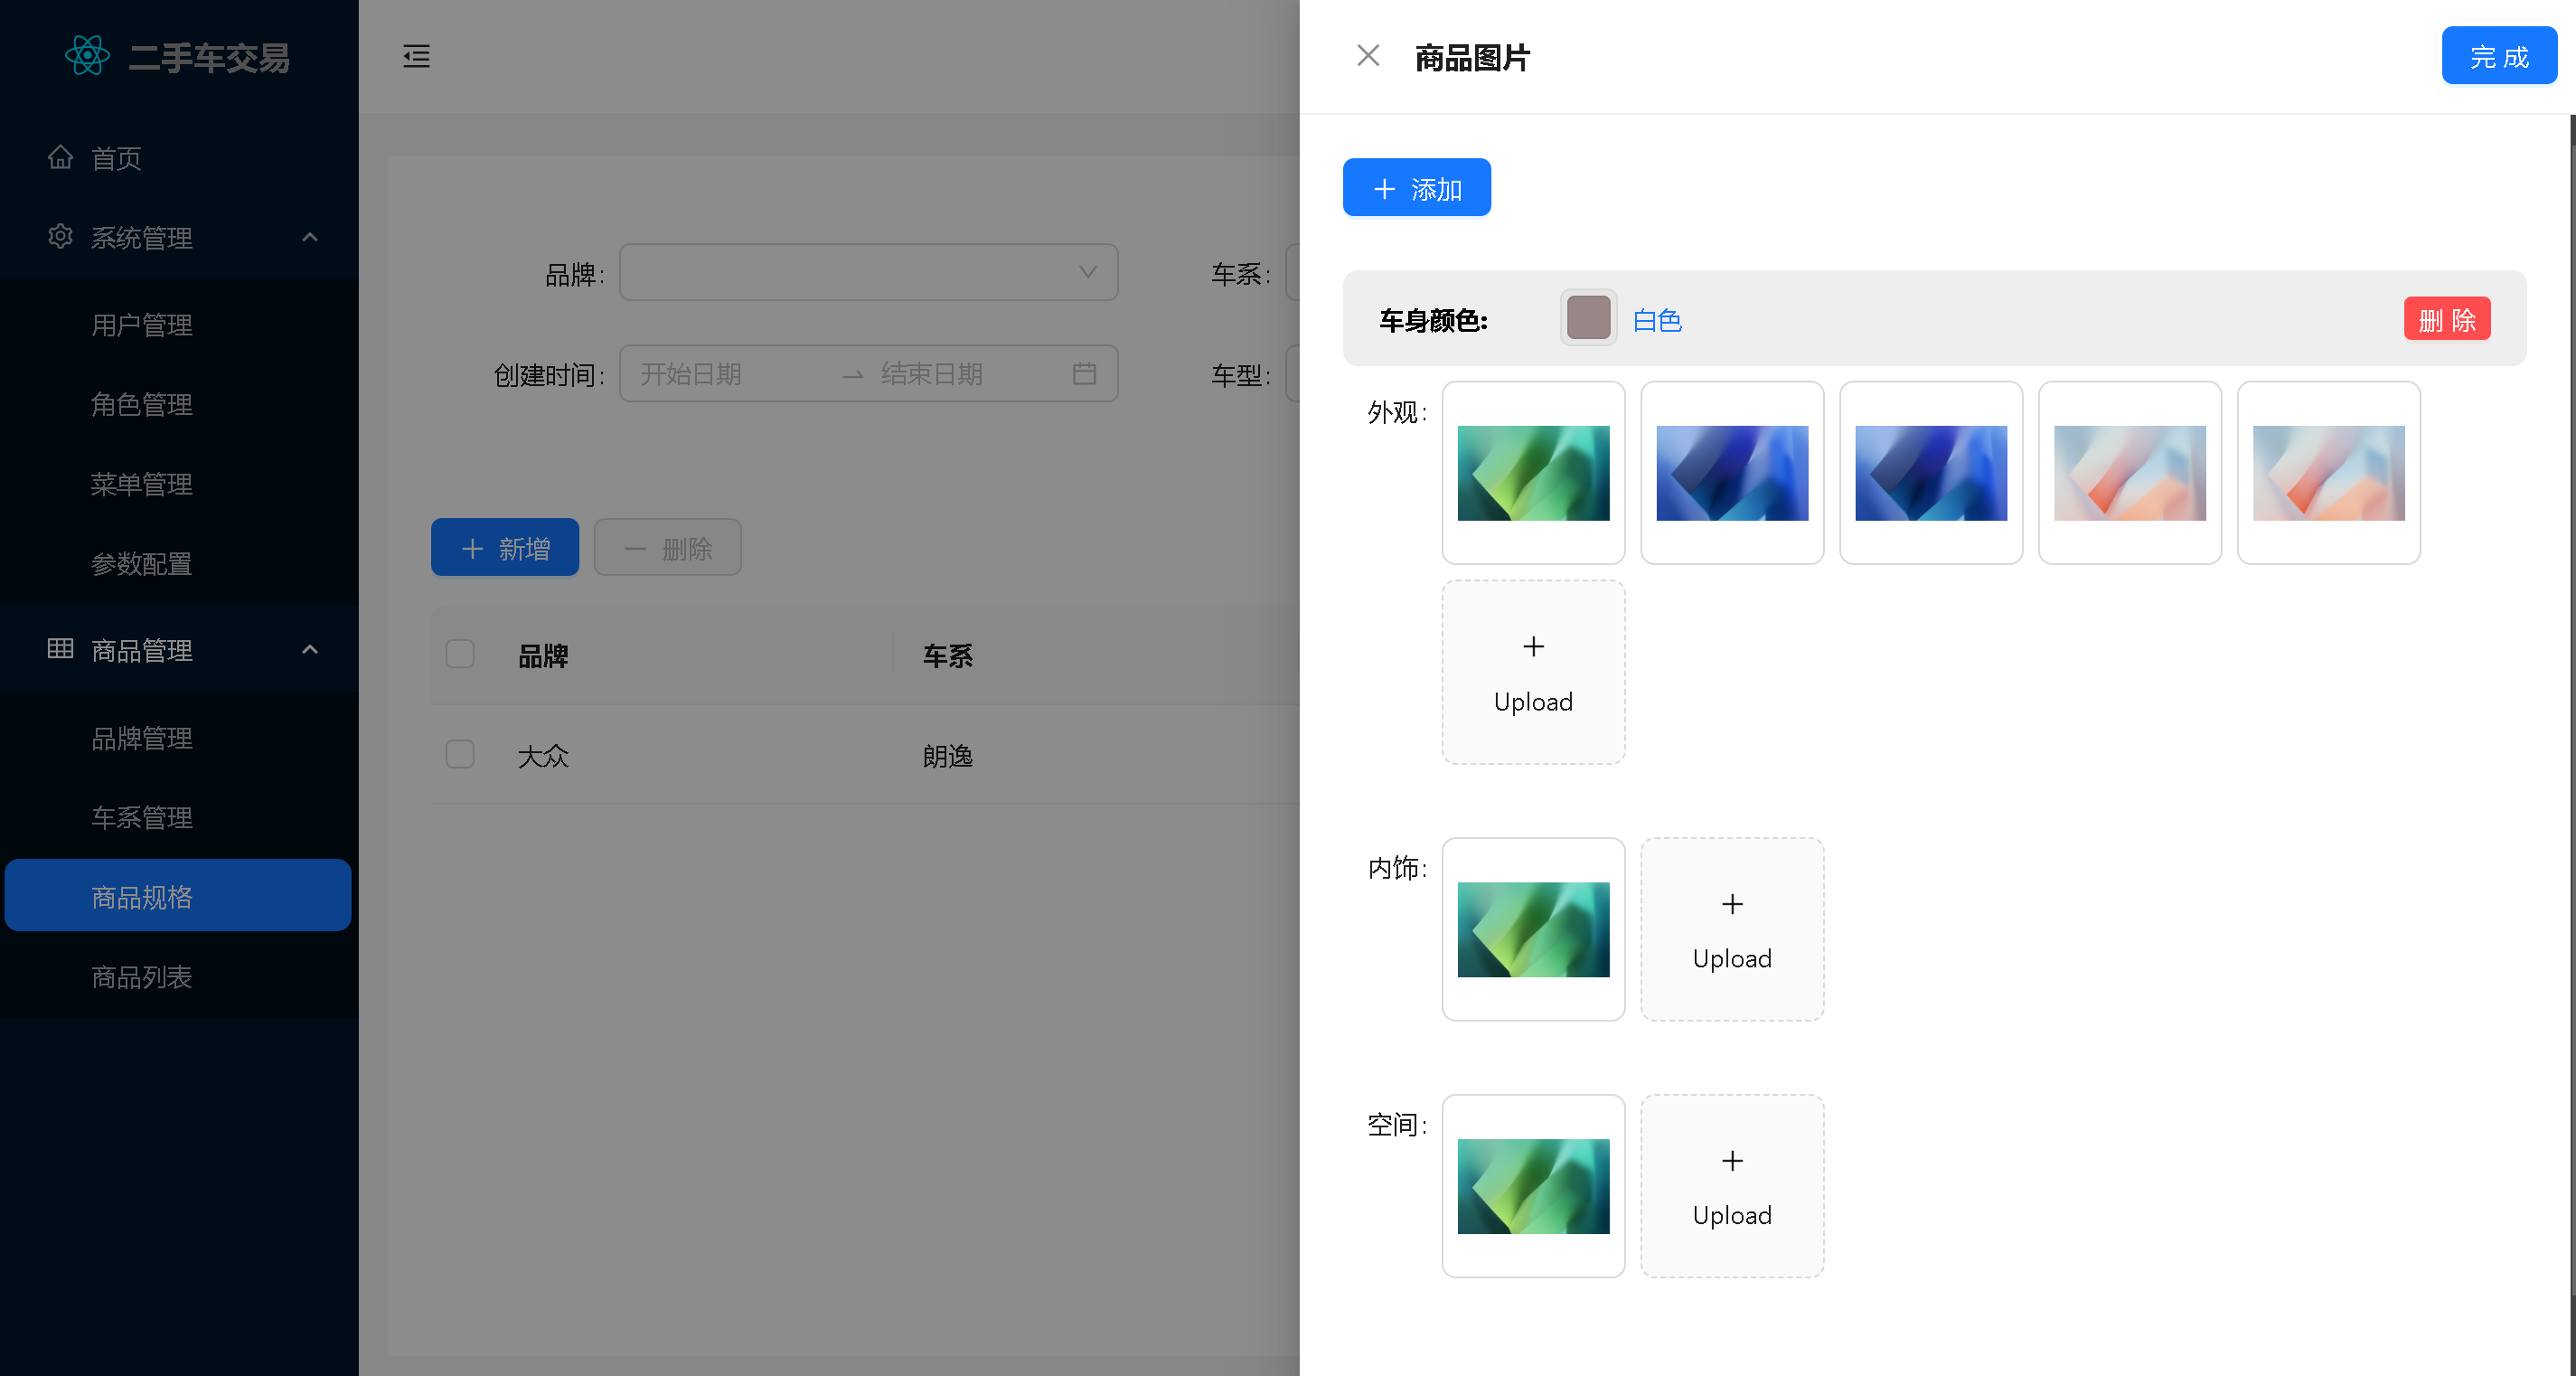 二手车交易
首页
系统管理
用户管理
角色管理
菜单管理
参数配置
商品管理
品牌管理
车系管理
商品规格
商品列表
品牌:
车系:
创建时间: 开始日期 结束日期
车型:
新增 删除
品牌 车系
大众 朗逸
商品图片
完 成
添加
车身颜色: 白色 删 除
外观:
Upload
内饰:
Upload
空间:
Upload